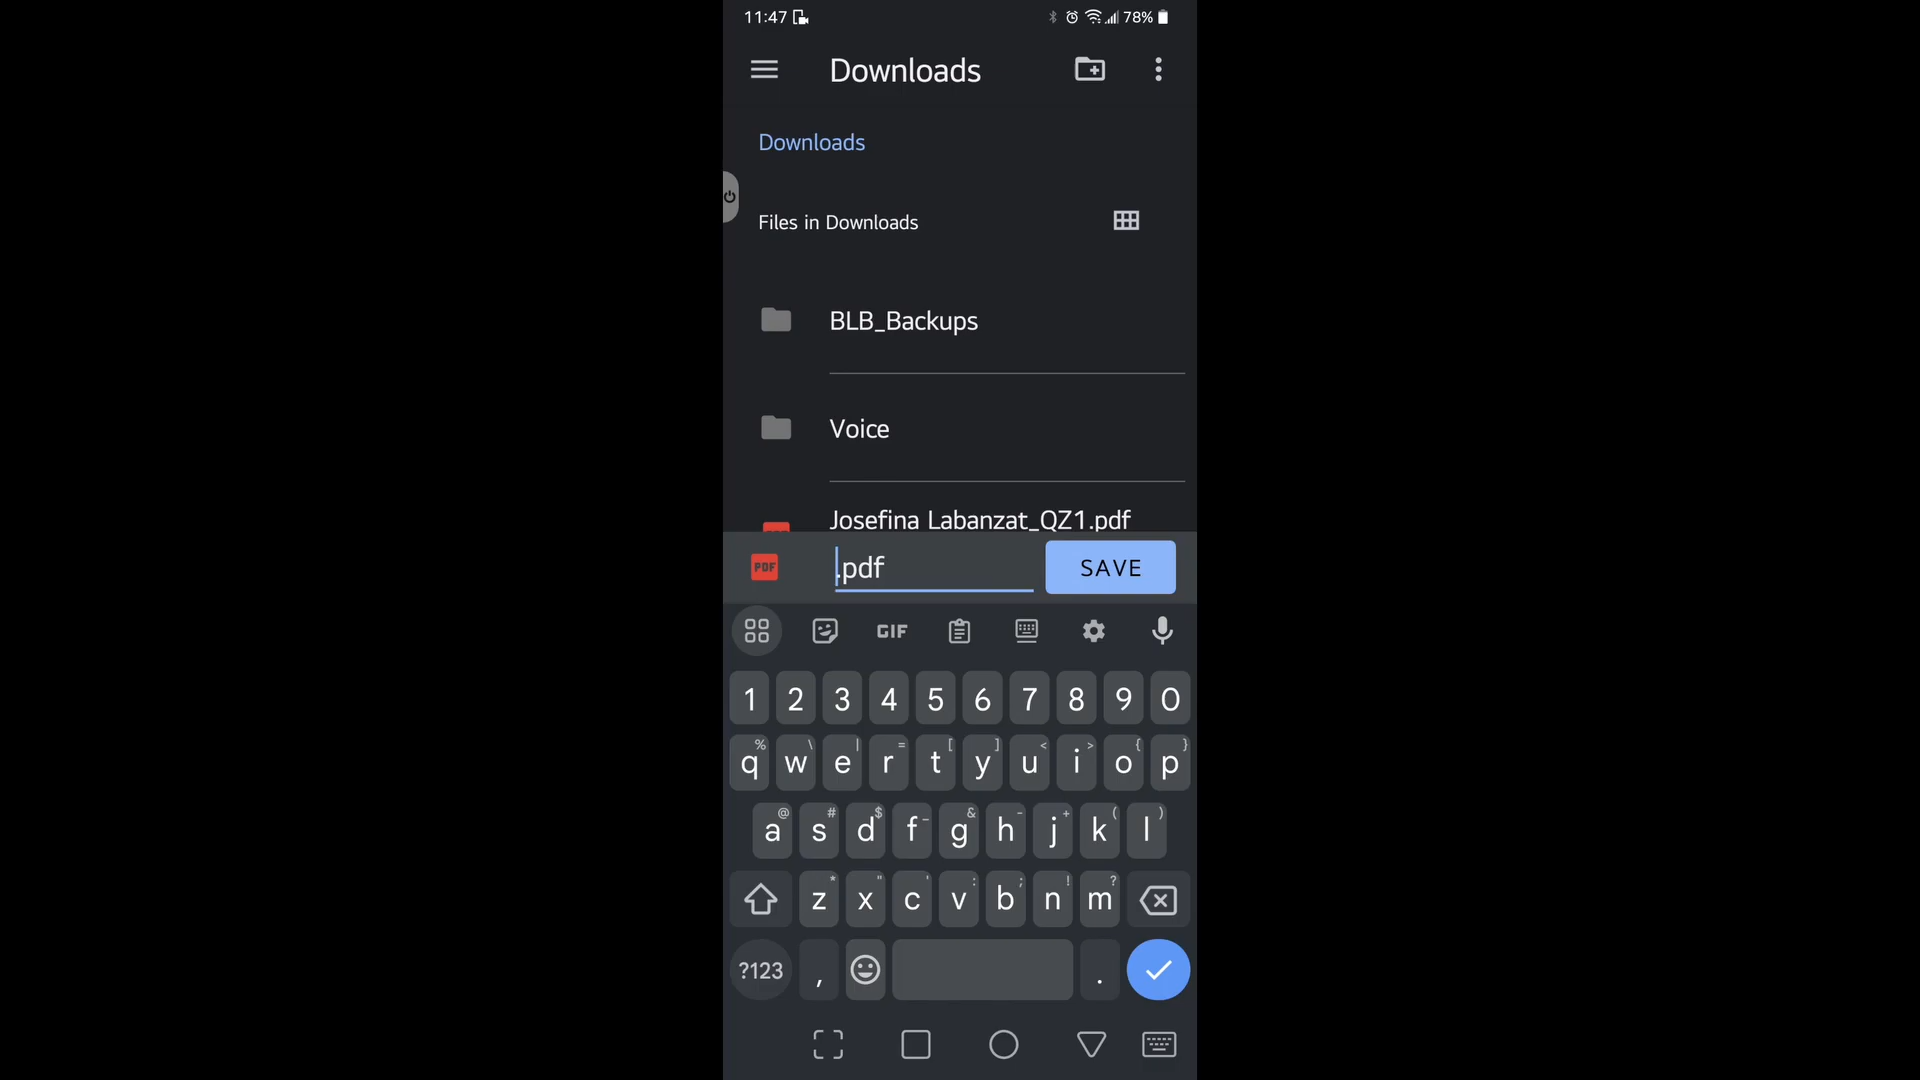 11:47 78%
Downloads
Downloads
Files in Downloads
BLB_Backups
Voice
Josefina Labanzat_QZ1.pdf
PDF .pdf SAVE
GIF
1 2 3 4 5 6 7 8 9 0
% \ | = [ ] < > { }
q w e r t y u i o p
@ # $ _ & - + ( )
a s d f g h j k l
* " ' : ; ! ?
z x c v b n m
?123 , .